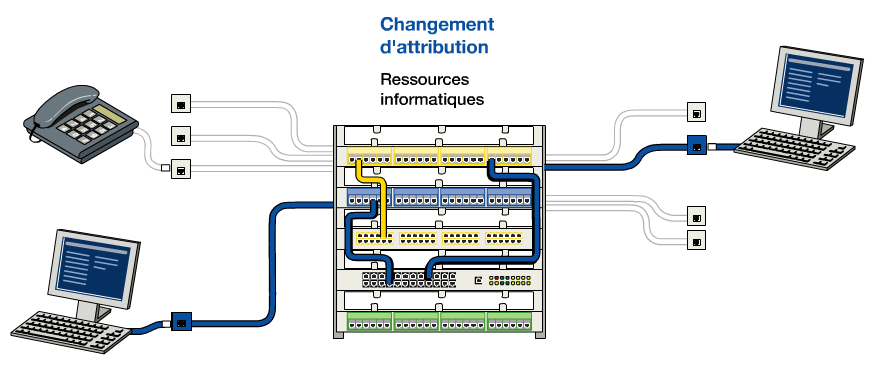 Changement
d'attribution
Ressources
informatiques